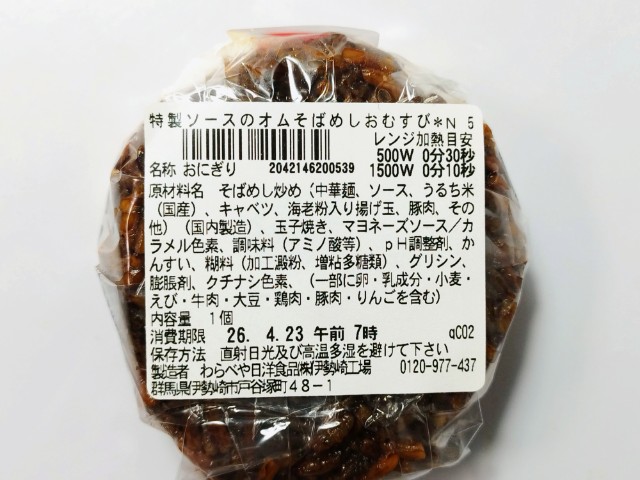 特製ソースのオムそばめしおむすび*N 5
レンジ加熱目安
500W 0分30秒
名称 おにぎり 2042146200539 1500W 0分10秒
原材料名 そばめし炒め(中華麺、ソース、うるち米
(国産)、キャベツ、海老粉入り揚げ玉、豚肉、その
他)(国内製造)、玉子焼き、マヨネーズソース/カ
ラメル色素、調味料(アミノ酸等)、pH調整剤、か
んすい、糊料(加工澱粉、増粘多糖類)、グリシン、
膨脹剤、クチナシ色素、(一部に卵・乳成分・小麦・
えび・牛肉・大豆・鶏肉・豚肉・りんごを含む)
内容量 1個
消費期限 26. 4.23 午前 7時 qC02
保存方法 直射日光及び高温多湿を避けて下さい
製造者 わらべや日洋食品㈱伊勢崎工場 0120-977-437
群馬県伊勢崎市戸谷塚町48-1